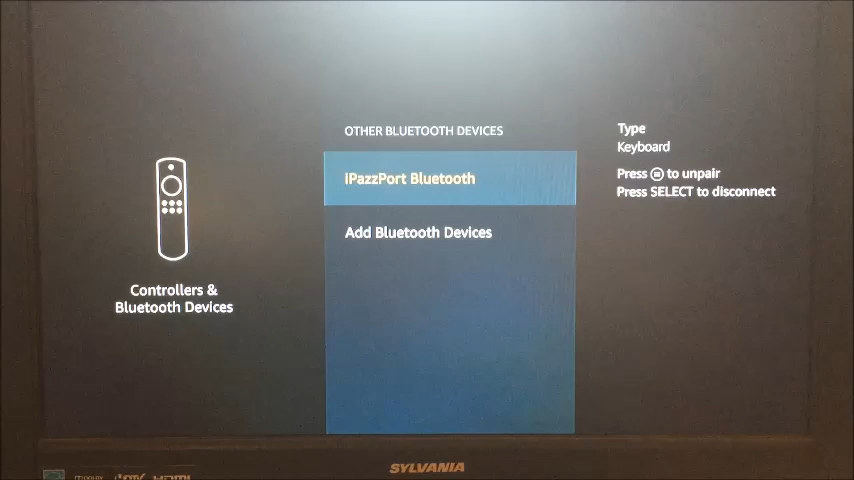 OTHER BLUETOOTH DEVICES
iPazzPort Bluetooth
Add Bluetooth Devices
Controllers &
Bluetooth Devices
Type
Keyboard
Press to unpair
Press SELECT to disconnect
SYLVANIA
HDMI